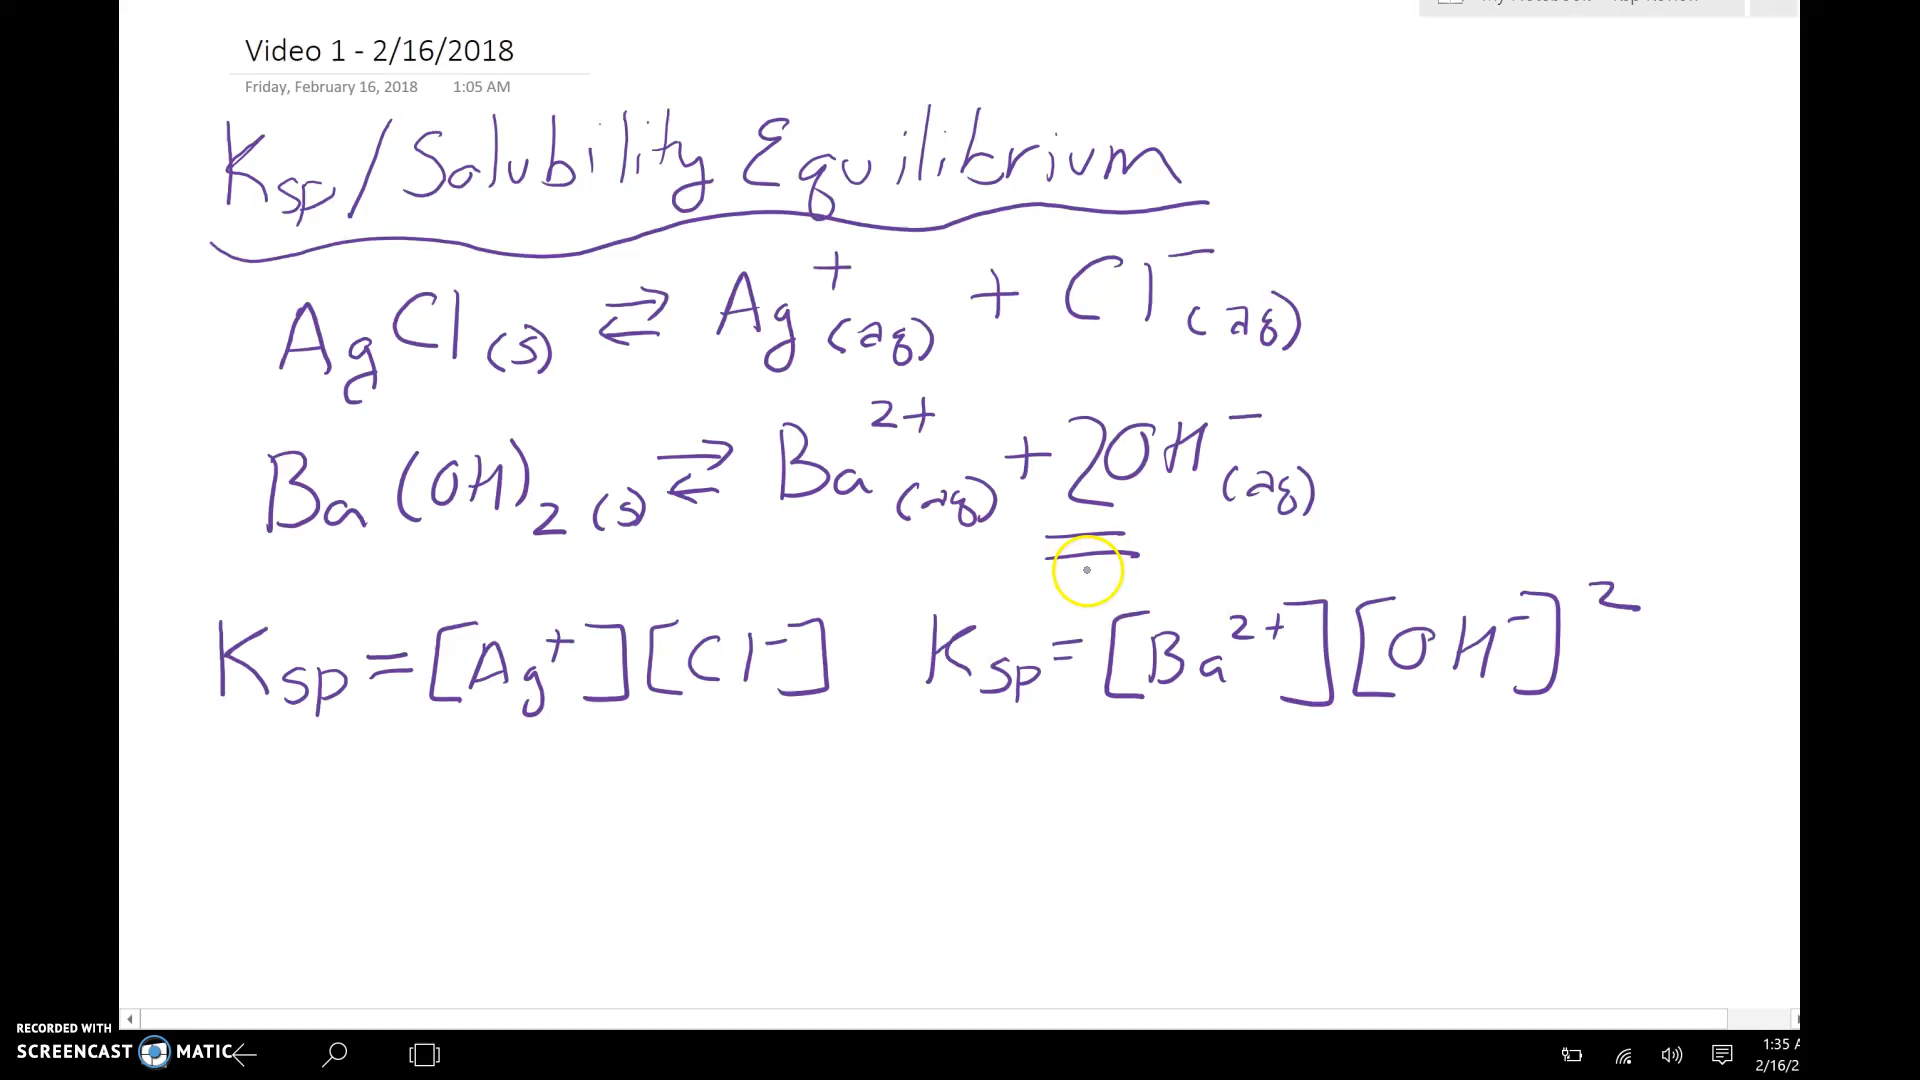 Video 1 - 2/16/2018
Friday, February 16, 2018 1:05 AM
Ksp / Solubility Equilibrium
AgCl (s) ⇌ Ag⁺ (aq) + Cl⁻ (aq)
Ba(OH)₂ (s) ⇌ Ba²⁺ (aq) + 2OH⁻ (aq)
Ksp = [Ag⁺][Cl⁻] Ksp = [Ba²⁺][OH⁻]²
RECORDED WITH
SCREENCAST MATIC
1:35 A
2/16/2